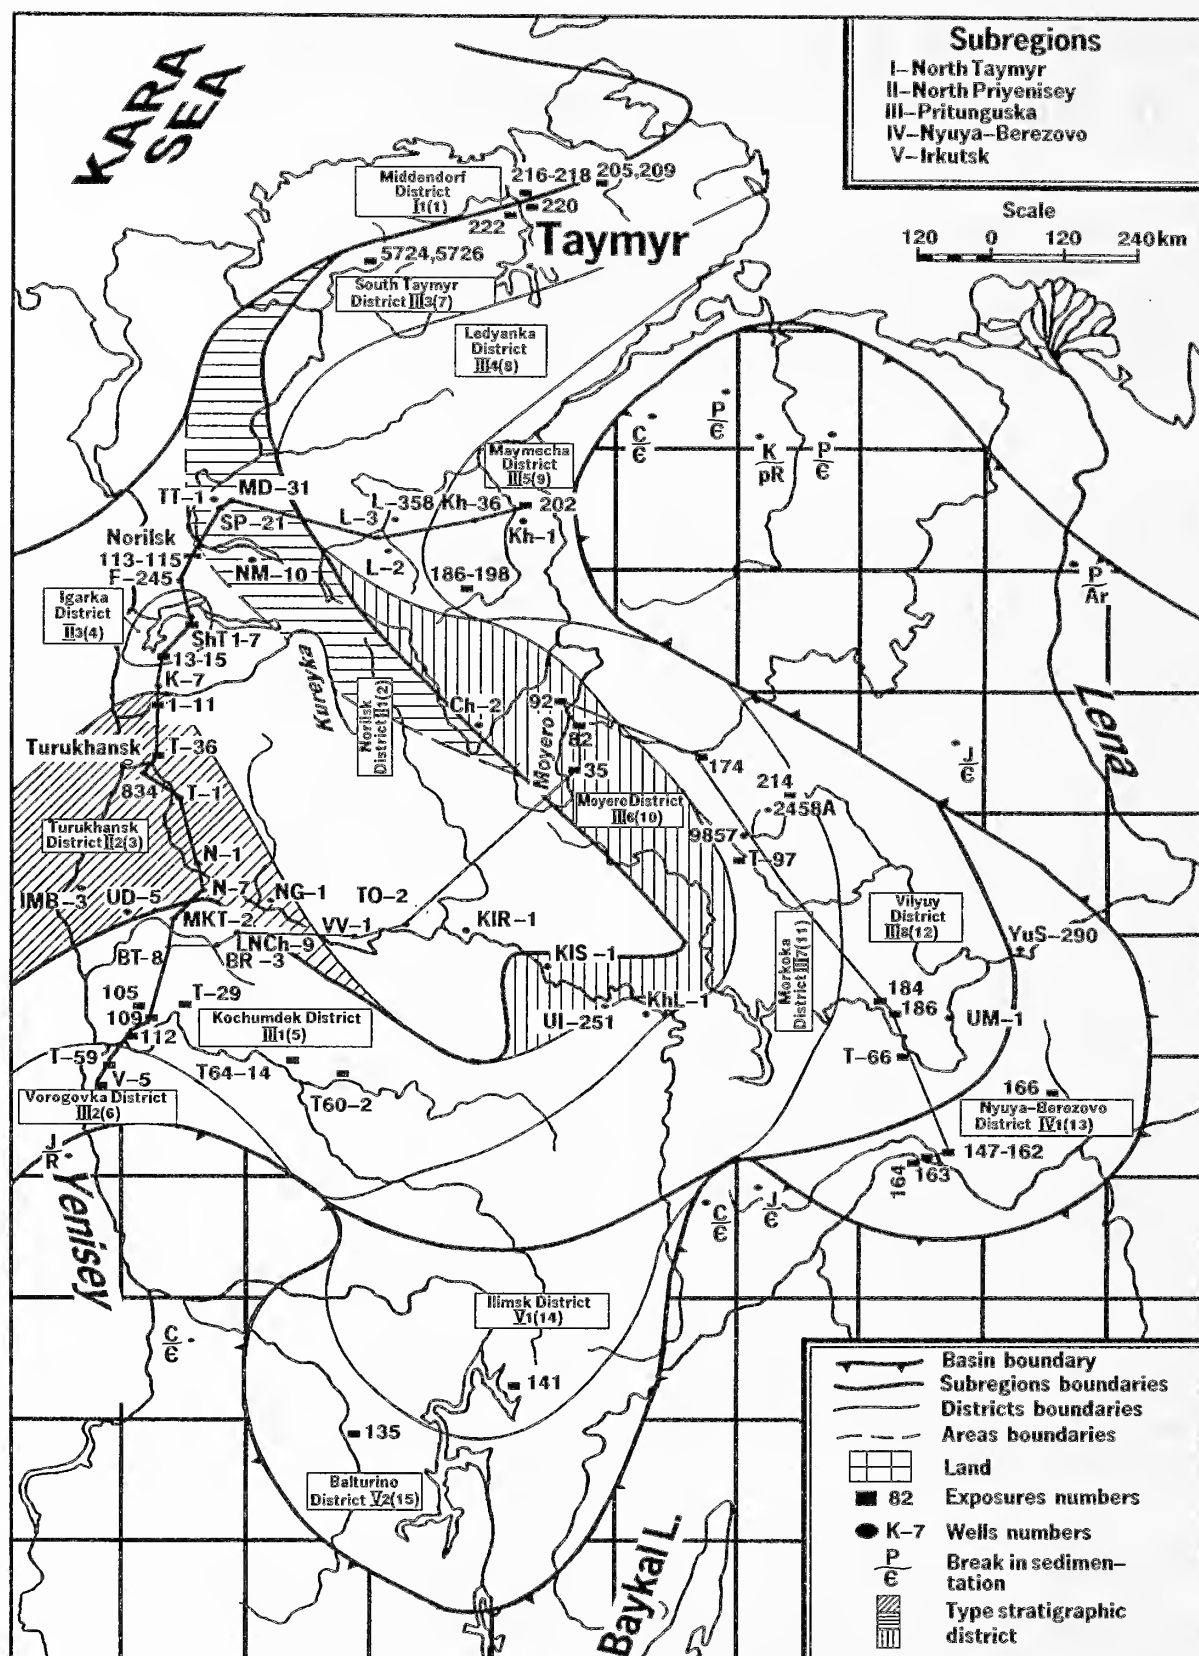 Subregions
I–North Taymyr
II–North Priyenisey
III–Pritunguska
IV–Nyuya–Berezovo
V–Irkutsk
KARA
SEA
Scale
120 0 120 240km
Middendorf
District
I1(1)
216-218
205,209
220
222
Taymyr
5724,5726
South Taymyr
District III3(7)
Ledyanka
District
III4(8)
C
Є
P
Є
K
pR
P
Є
Maymecha
District
III5(9)
TT-1
MD-31
SP-21
L-3
L-358
Kh-36
202
Kh-1
Norilsk
113-115
F-245
NM-10
L-2
186-198
P
Ar
Igarka
District
II3(4)
ShT 1-7
13-15
K-7
1-11
Kureyka
Norilsk
District II1(2)
Ch-2
92
82
Moyero
35
Lena
J
Є
Turukhansk
T-36
834
T-1
174
214
2458A
Moyero District
III6(10)
9857
T-97
Turukhansk
District II2(3)
N-1
IMB-3
UD-5
N-7
NG-1
TO-2
MKT-2
VV-1
KIR-1
LNCh-9
BT-8
BR-3
KIS-1
Vilyuy
District
III8(12)
YuS-290
Morkoka
District III7(11)
105
T-29
109
112
Kochumdek District
III1(5)
UI-251
KhL-1
184
186
UM-1
T-59
V-5
T64-14
T60-2
T-66
166
Vorogovka District
III2(6)
Nyuya-Berozovo
District IV1(13)
147-162
163
164
J
R
Yenisey
C
Є
J
Є
Ilimsk District
V1(14)
C
Є
141
135
Balturino
District V2(15)
Baykal L.
Basin boundary
Subregions boundaries
Districts boundaries
Areas boundaries
Land
82 Exposures numbers
K-7 Wells numbers
P
Є
Break in sedimen–
tation
Type stratigraphic
district